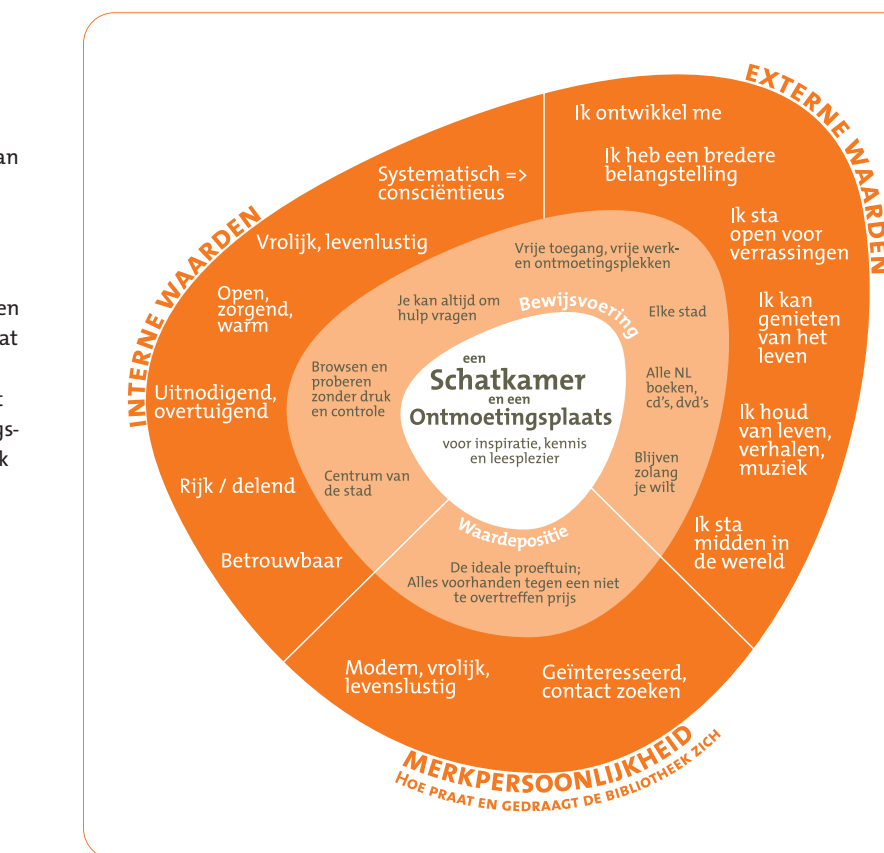 an
en
at
t
gs-
k
EXTERNE WAARDEN
Ik ontwikkel me
Ik heb een bredere
belangstelling
Ik sta
open voor
verrassingen
Ik kan
genieten
van het
leven
Ik houd
van leven,
verhalen,
muziek
Ik sta
midden in
de wereld
INTERNE WAARDEN
Systematisch =>
consciëntieus
Vrolijk, levenlustig
Open,
zorgend,
warm
Uitnodigend,
overtuigend
Rijk / delend
Betrouwbaar
Bewijsvoering
Vrije toegang, vrije werk-
en ontmoetingsplekken
Je kan altijd om
hulp vragen
Elke stad
Browsen en
proberen
zonder druk
en controle
Alle NL
boeken,
cd's, dvd's
Centrum van
de stad
Blijven
zolang
je wilt
een
Schatkamer
en een
Ontmoetingsplaats
voor inspiratie, kennis
en leesplezier
Waardepositie
De ideale proeftuin;
Alles voorhanden tegen een niet
te overtreffen prijs
Modern, vrolijk,
levenslustig
Geïnteresseerd,
contact zoeken
MERKPERSOONLIJKHEID
HOE PRAAT EN GEDRAAGT DE BIBLIOTHEEK ZICH